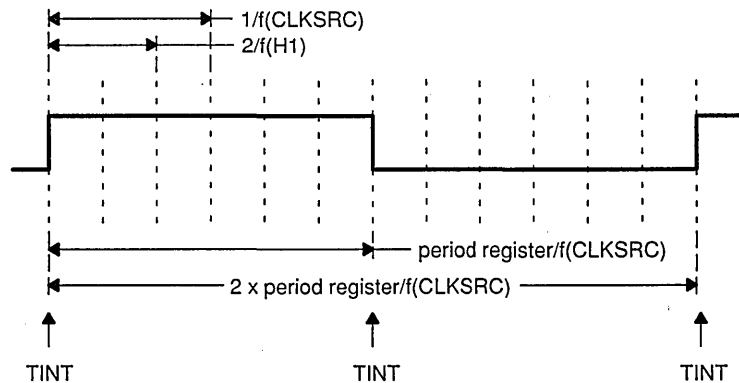 1/f(CLKSRC)
2/f(H1)
period register/f(CLKSRC)
2 x period register/f(CLKSRC)
TINT TINT TINT